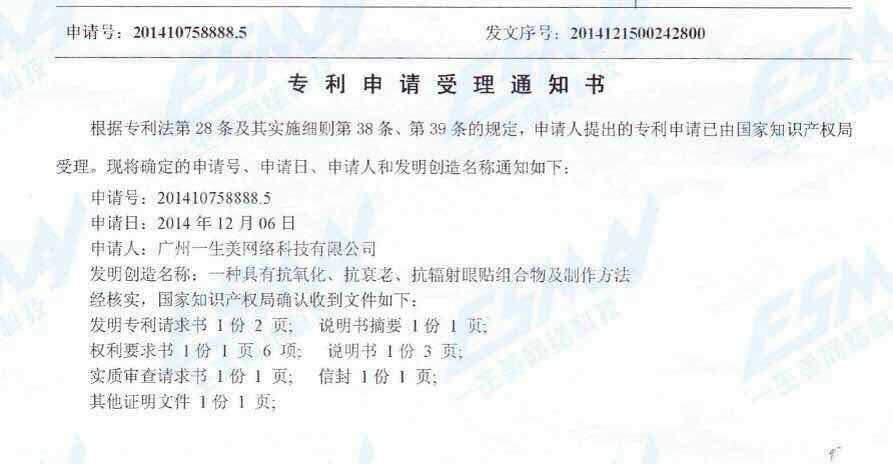 申请号：201410758888.5 发文序号：2014121500242800
专利申请受理通知书
根据专利法第 28 条及其实施细则第 38 条、第 39 条的规定，申请人提出的专利申请已由国家知识产权局
受理。现将确定的申请号、申请日、申请人和发明创造名称通知如下：
申请号：201410758888.5
申请日：2014 年 12 月 06 日
申请人：广州一生美网络科技有限公司
发明创造名称：一种具有抗氧化、抗衰老、抗辐射眼贴组合物及制作方法
经核实，国家知识产权局确认收到文件如下：
发明专利请求书 1 份 2 页； 说明书摘要 1 份 1 页；
权利要求书 1 份 1 页 6 项； 说明书 1 份 3 页；
实质审查请求书 1 份 1 页； 信封 1 份 1 页；
其他证明文件 1 份 1 页；
ESMN
一生美网络科技